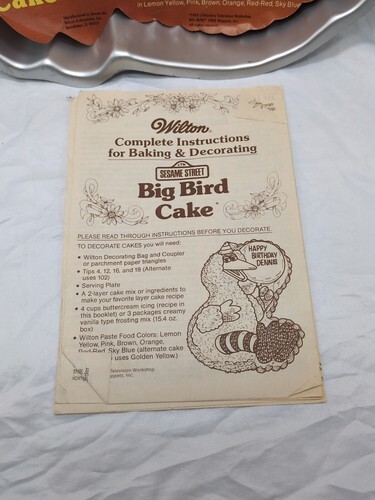 Cake
in Lemon Yellow, Pink, Brown, Orange, Red-Red, Sky Blue
Wilton®
Complete Instructions
for Baking & Decorating
SESAME STREET
Big Bird
Cake
PLEASE READ THROUGH INSTRUCTIONS BEFORE YOU DECORATE.
TO DECORATE CAKES you will need:
• Wilton Decorating Bag and Coupler
or parchment paper triangles
• Tips 4, 12, 16, and 18 (Alternate
uses 102)
• Serving Plate
• A 2-layer cake mix or ingredients to
make your favorite layer cake recipe
• 4 cups buttercream icing (recipe in
this booklet) or 3 packages creamy
vanilla type frosting mix (15.4 oz.
box)
• Wilton Paste Food Colors: Lemon
Yellow, Pink, Brown, Orange,
Red-Red, Sky Blue (alternate cake
uses Golden Yellow.)
HAPPY
BIRTHDAY
DENNIS
Television Workshop